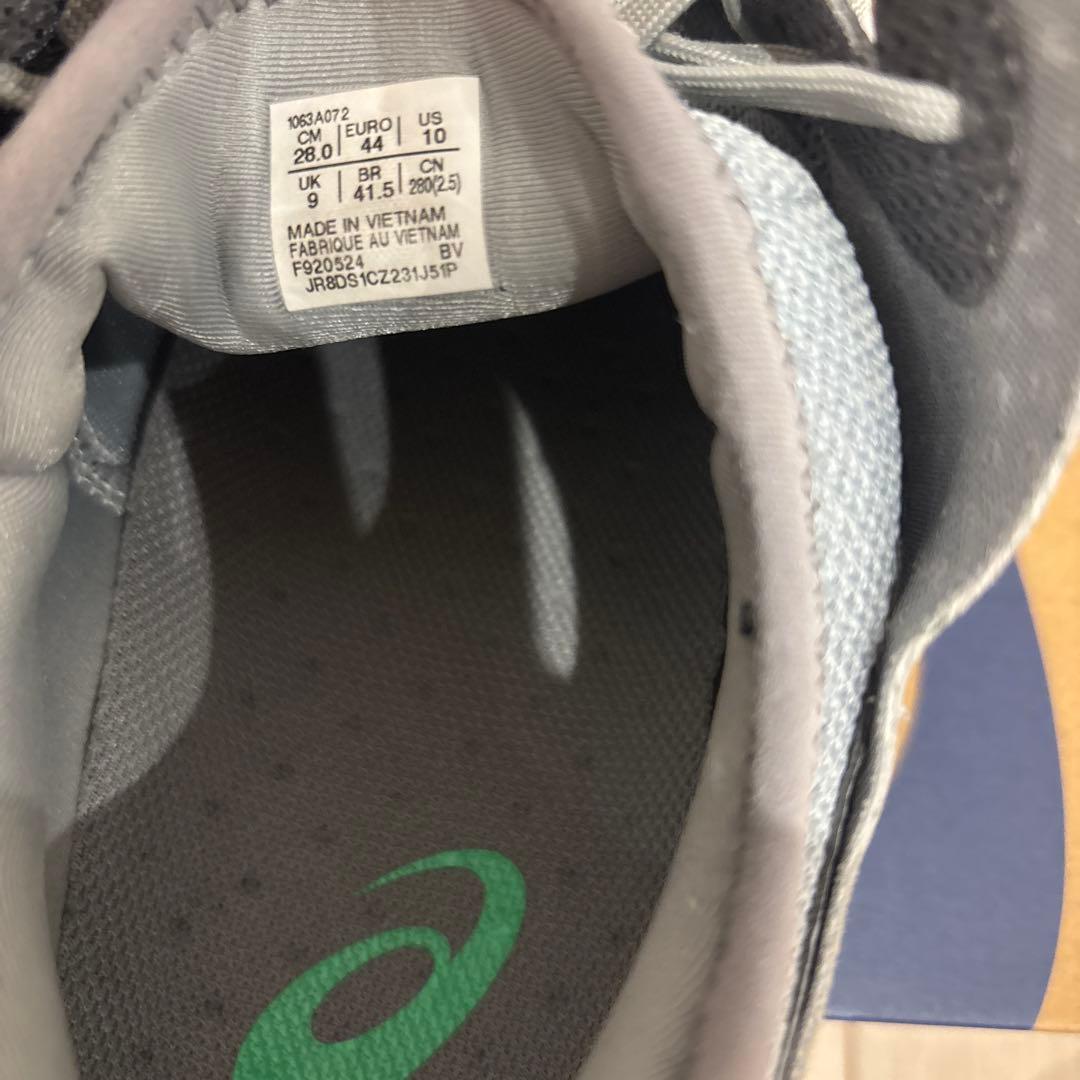 1063A072
CM EURO US
28.0 44 10
UK BR CN
9 41.5 280(2.5)
MADE IN VIETNAM
FABRIQUE AU VIETNAM
F920524 BV
JR8DS1CZ231J51P